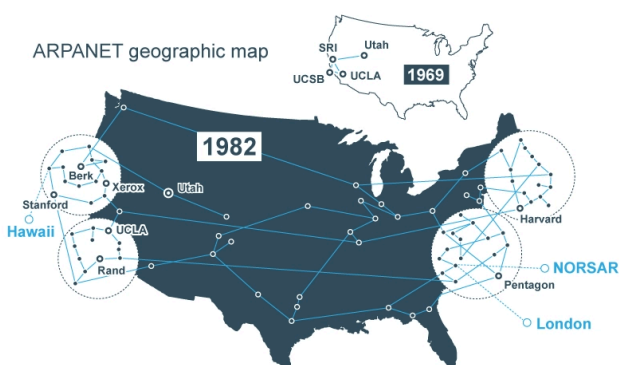 ARPANET geographic map
SRI
Utah
UCSB
UCLA
1969
1982
Berk
Xerox
Stanford
Utah
Hawaii
UCLA
Rand
Harvard
NORSAR
Pentagon
London